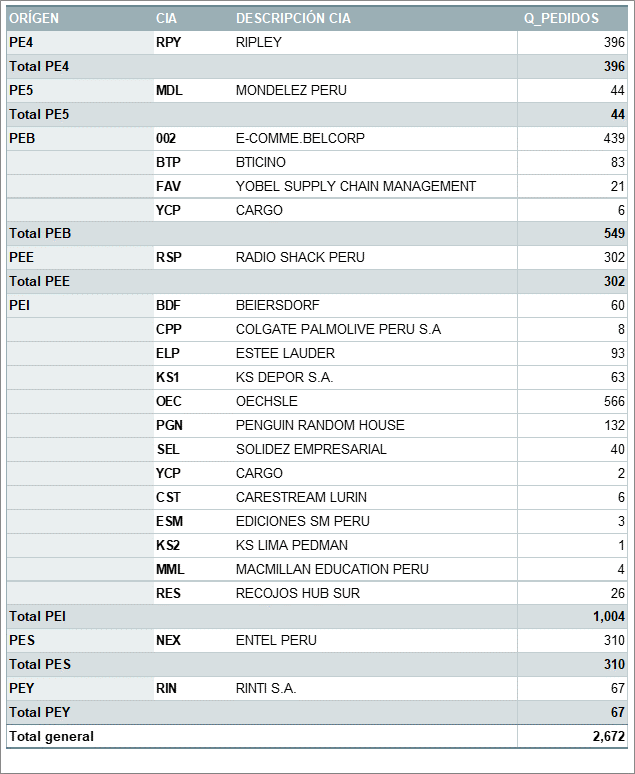 ORÍGEN CIA DESCRIPCIÓN CIA Q_PEDIDOS
PE4 RPY RIPLEY 396
Total PE4 396
PE5 MDL MONDELEZ PERU 44
Total PE5 44
PEB 002 E-COMME.BELCORP 439
BTP BTICINO 83
FAV YOBEL SUPPLY CHAIN MANAGEMENT 21
YCP CARGO 6
Total PEB 549
PEE RSP RADIO SHACK PERU 302
Total PEE 302
PEI BDF BEIERSDORF 60
CPP COLGATE PALMOLIVE PERU S.A 8
ELP ESTEE LAUDER 93
KS1 KS DEPOR S.A. 63
OEC OECHSLE 566
PGN PENGUIN RANDOM HOUSE 132
SEL SOLIDEZ EMPRESARIAL 40
YCP CARGO 2
CST CARESTREAM LURIN 6
ESM EDICIONES SM PERU 3
KS2 KS LIMA PEDMAN 1
MML MACMILLAN EDUCATION PERU 4
RES RECOJOS HUB SUR 26
Total PEI 1,004
PES NEX ENTEL PERU 310
Total PES 310
PEY RIN RINTI S.A. 67
Total PEY 67
Total general 2,672